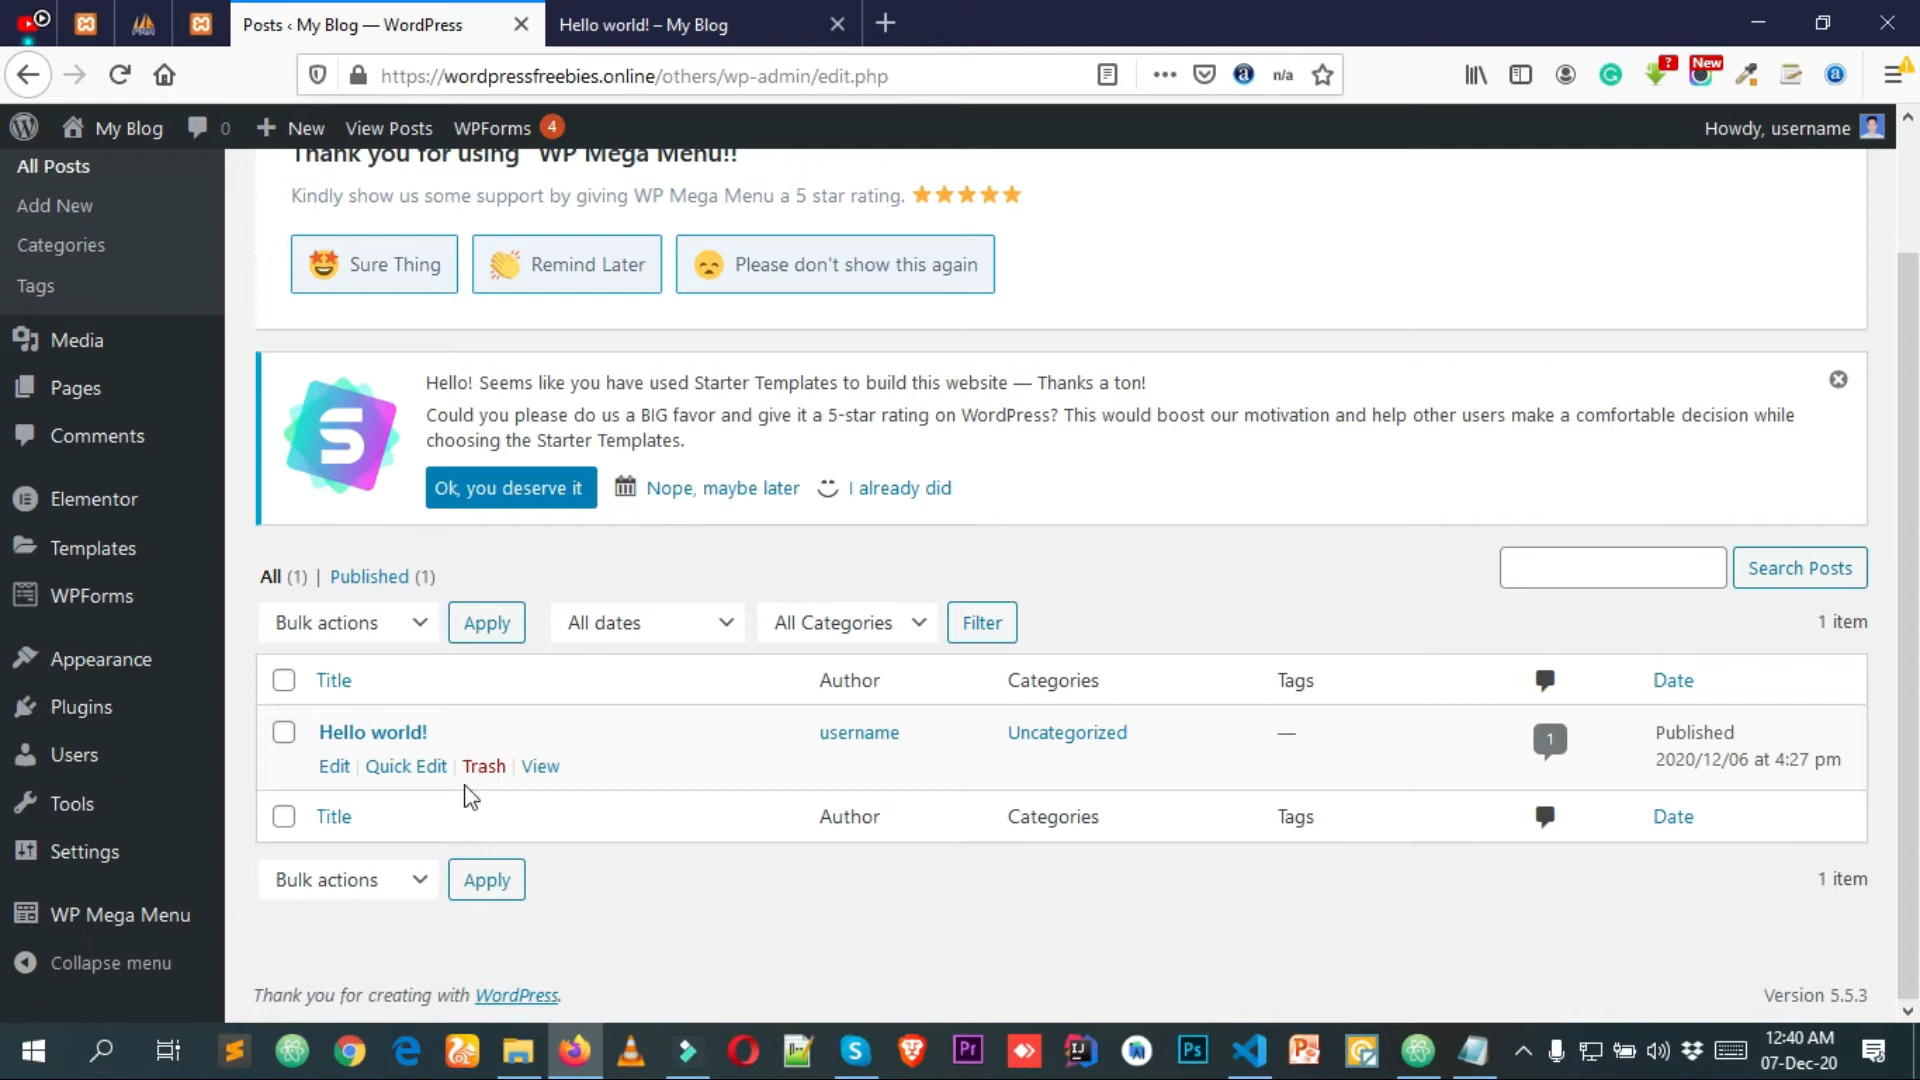 Posts ‹ My Blog — WordPress
Hello world! – My Blog
https://wordpressfreebies.online/others/wp-admin/edit.php
n/a
?
New
My Blog
0
New
View Posts
WPForms 4
Howdy, username
All Posts
Add New
Categories
Tags
Media
Pages
Comments
Elementor
Templates
WPForms
Appearance
Plugins
Users
Tools
Settings
WP Mega Menu
Collapse menu
Thank you for using "WP Mega Menu!!
Kindly show us some support by giving WP Mega Menu a 5 star rating.
Sure Thing
Remind Later
Please don't show this again
Hello! Seems like you have used Starter Templates to build this website — Thanks a ton!
Could you please do us a BIG favor and give it a 5-star rating on WordPress? This would boost our motivation and help other users make a comfortable decision while
choosing the Starter Templates.
Ok, you deserve it
Nope, maybe later
I already did
All (1) | Published (1)
Search Posts
Bulk actions
Apply
All dates
All Categories
Filter
1 item
Title Author Categories Tags Date
Hello world! username Uncategorized — 1 Published
2020/12/06 at 4:27 pm
Edit | Quick Edit | Trash | View
Title Author Categories Tags Date
Bulk actions
Apply
1 item
Thank you for creating with WordPress.
Version 5.5.3
12:40 AM
07-Dec-20